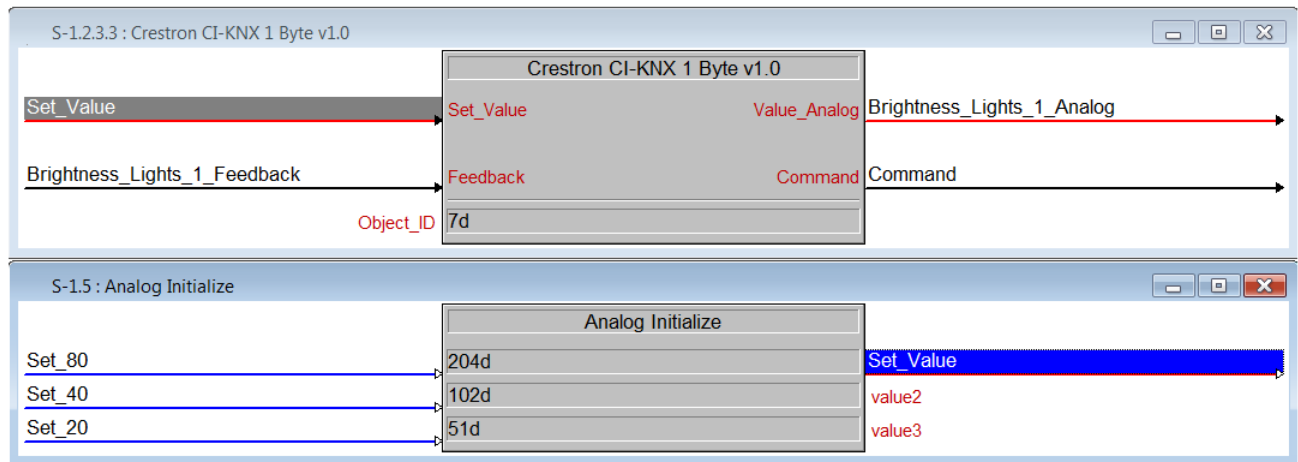 S-1.2.3.3 : Crestron CI-KNX 1 Byte v1.0
Crestron CI-KNX 1 Byte v1.0
Set_Value Set_Value Value_Analog Brightness_Lights_1_Analog
Brightness_Lights_1_Feedback Feedback Command Command
Object_ID 7d
S-1.5 : Analog Initialize
Analog Initialize
Set_80 204d Set_Value
Set_40 102d value2
Set_20 51d value3